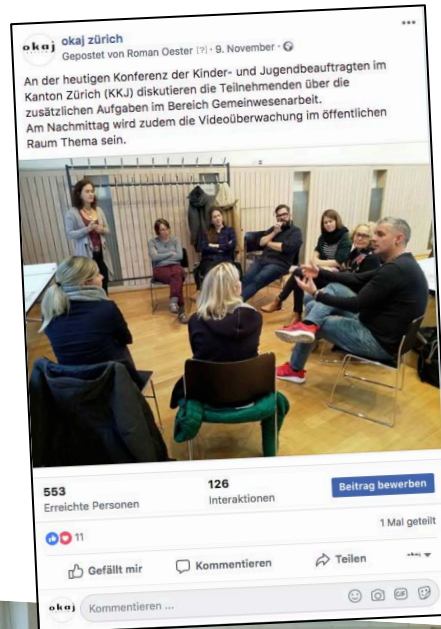 okaj
okaj zürich
Gepostet von Roman Oester [?] · 9. November ·
An der heutigen Konferenz der Kinder- und Jugendbeauftragten im
Kanton Zürich (KKJ) diskutieren die Teilnehmenden über die
zusätzlichen Aufgaben im Bereich Gemeinwesenarbeit.
Am Nachmittag wird zudem die Videoüberwachung im öffentlichen
Raum Thema sein.
553
Erreichte Personen
126
Interaktionen
Beitrag bewerben
11
1 Mal geteilt
Gefällt mir
Kommentieren
Teilen
okaj
okaj
Kommentieren ...
GIF